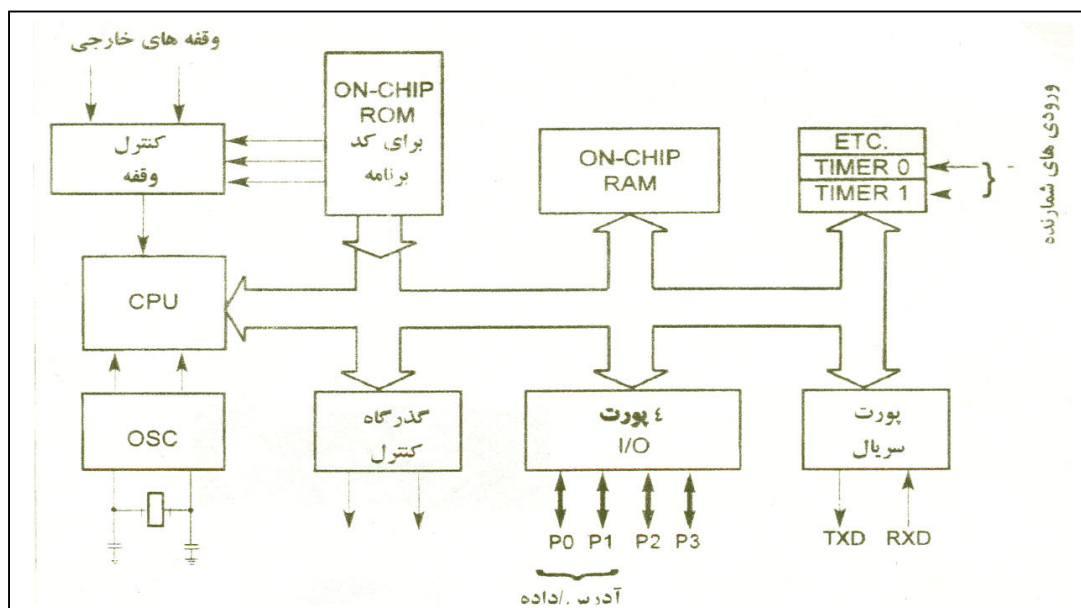 وقفه های خارجی
کنترل
وقفه
ON-CHIP
ROM
برای کد
برنامه
ON-CHIP
RAM
ETC.
TIMER 0
TIMER 1
ورودی های شمارنده
CPU
OSC
گذرگاه
کنترل
٤ پورت
I/O
پورت
سریال
P0 P1 P2 P3
TXD RXD
آدرس/داده